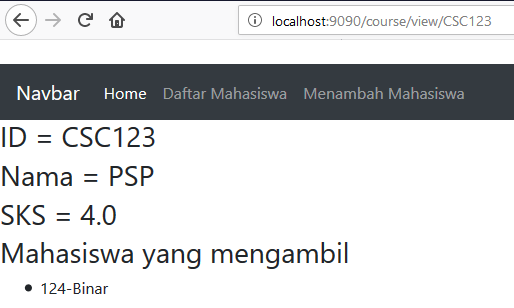 localhost:9090/course/view/CSC123
Navbar Home Daftar Mahasiswa Menambah Mahasiswa
ID = CSC123
Nama = PSP
SKS = 4.0
Mahasiswa yang mengambil
124-Binar